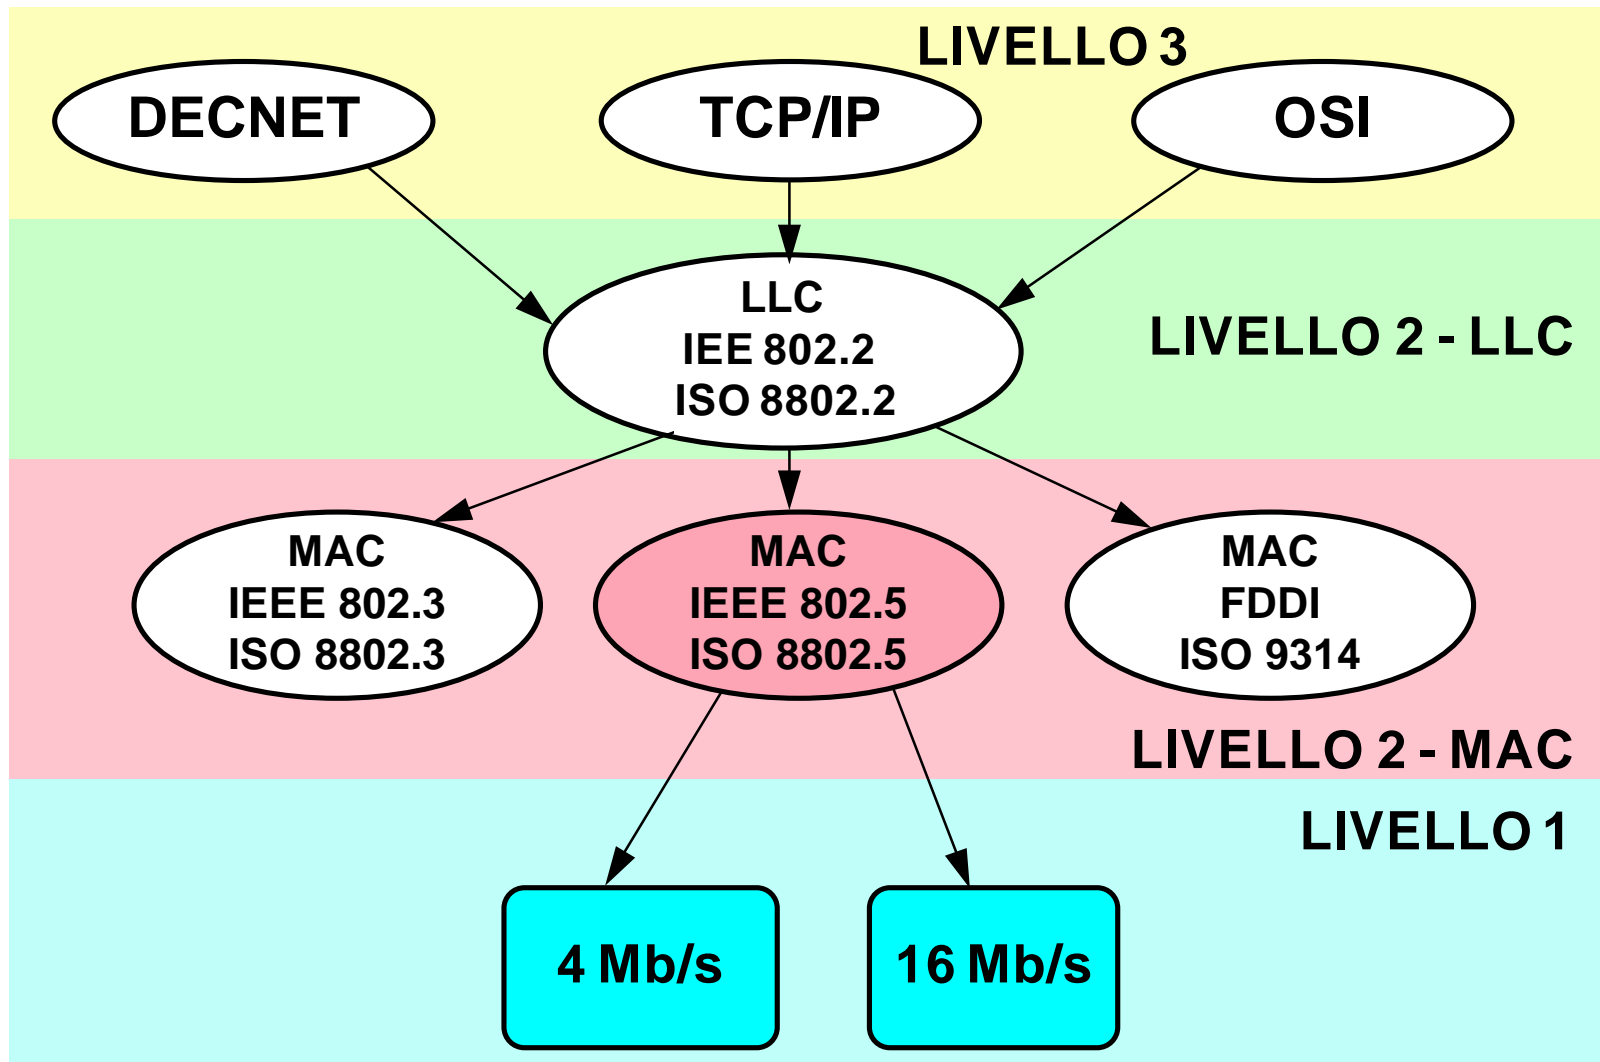 LIVELLO 3
DECNET
TCP/IP
OSI
LLC
IEE 802.2
ISO 8802.2
LIVELLO 2 - LLC
MAC
IEEE 802.3
ISO 8802.3
MAC
IEEE 802.5
ISO 8802.5
MAC
FDDI
ISO 9314
LIVELLO 2 - MAC
LIVELLO 1
4 Mb/s
16 Mb/s